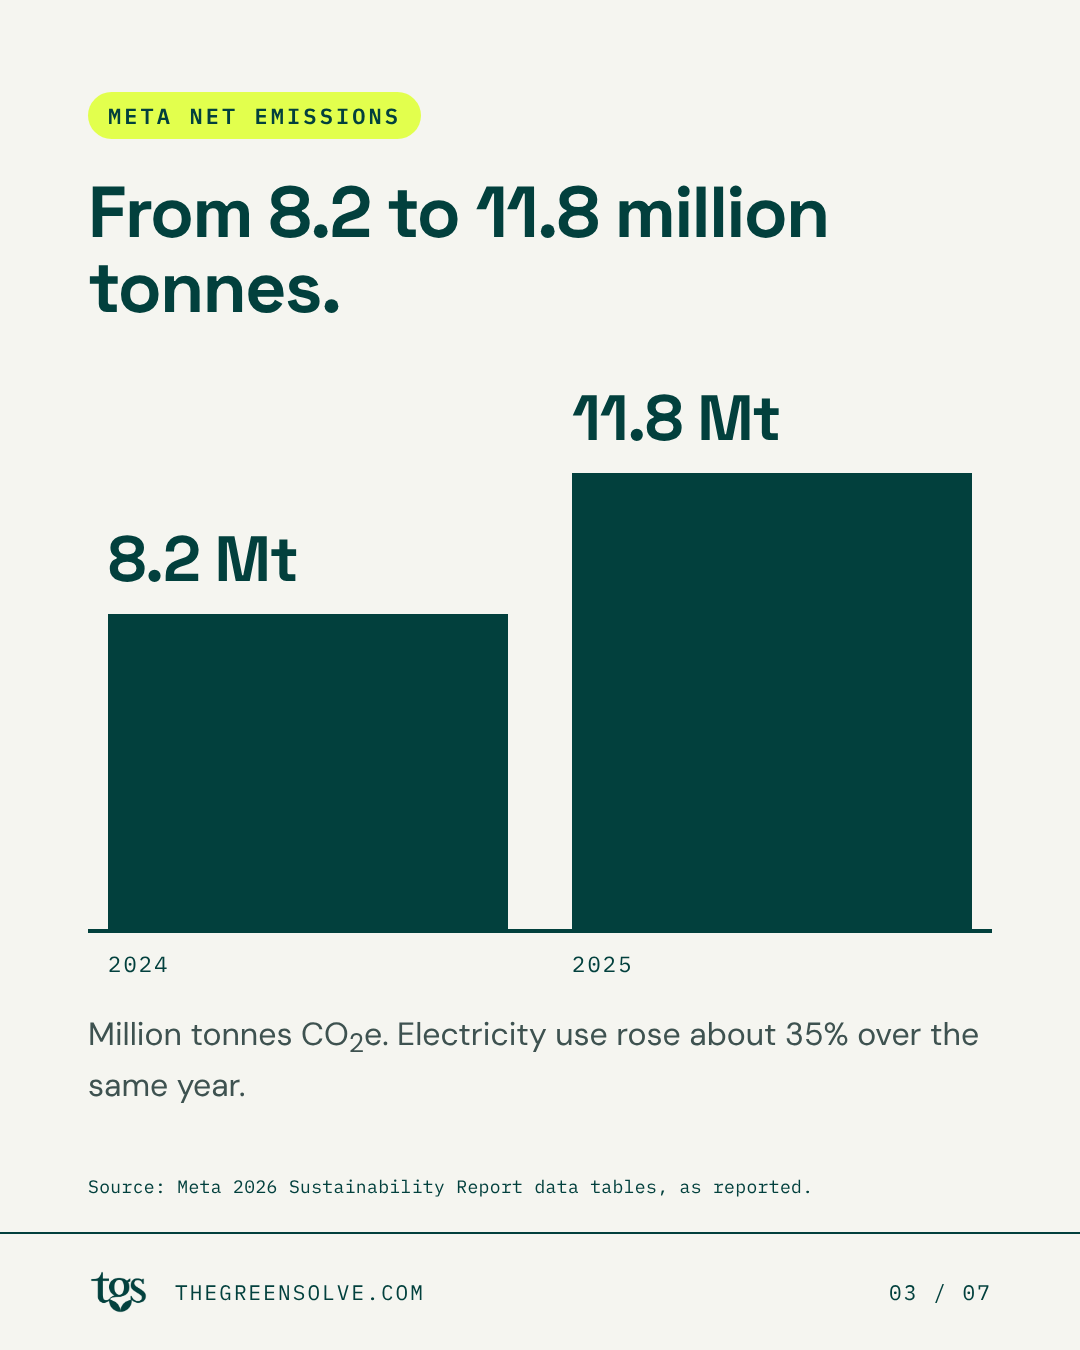 META NET EMISSIONS
From 8.2 to 11.8 million
tonnes.
11.8 Mt
8.2 Mt
2024
2025
Million tonnes CO₂e. Electricity use rose about 35% over the
same year.
Source: Meta 2026 Sustainability Report data tables, as reported.
tgs
THEGREENSOLVE.COM
03 / 07